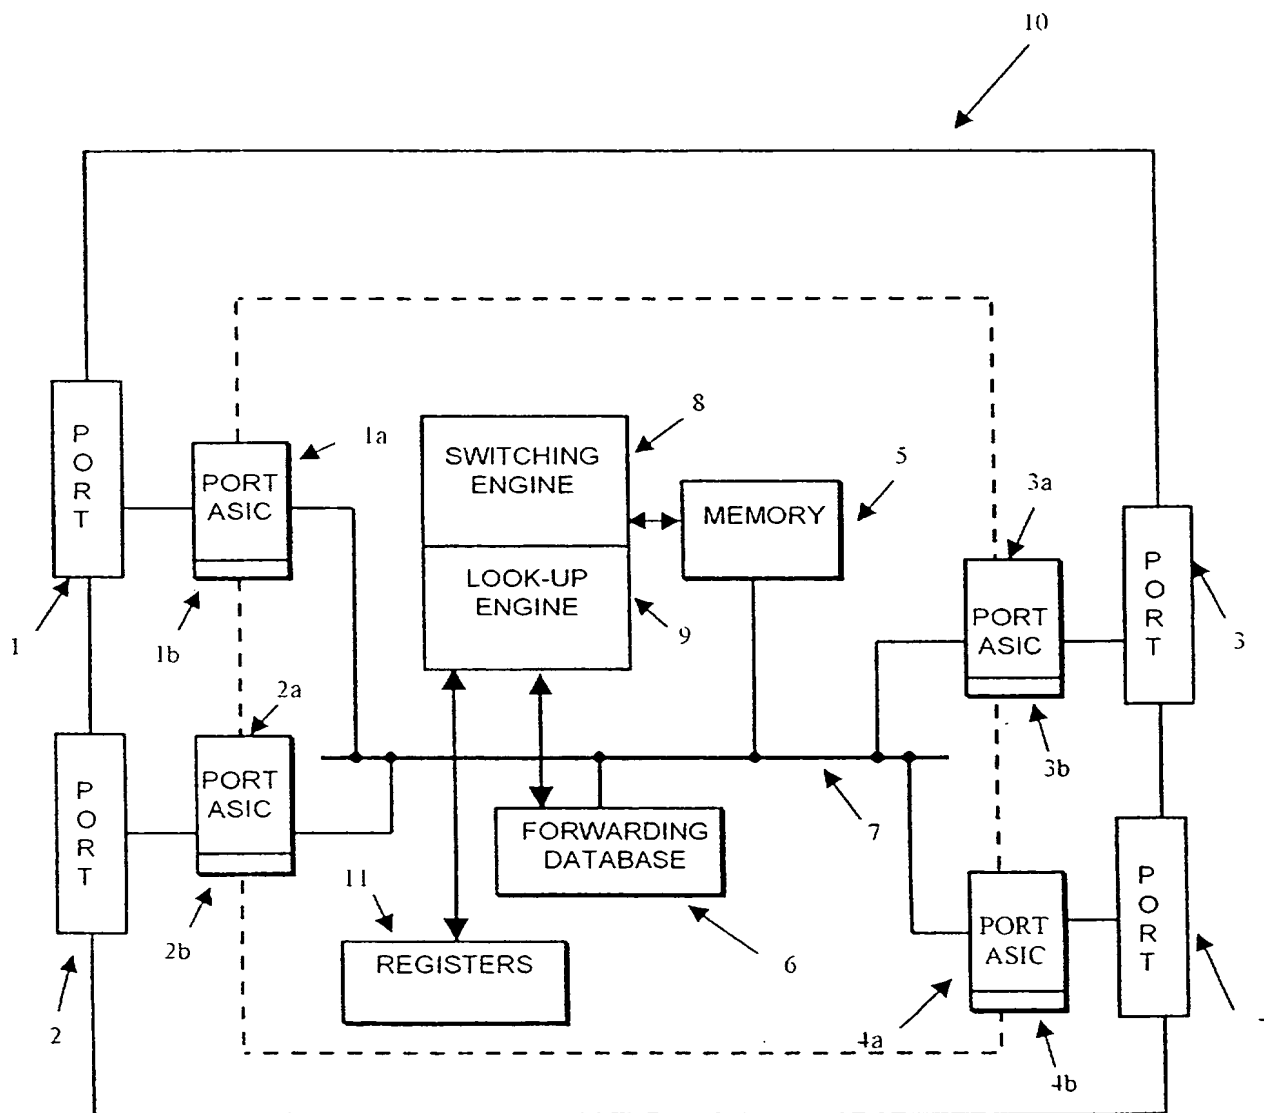 10
P
O
R
T
1a
PORT
ASIC
1b
1
8
SWITCHING
ENGINE
5
MEMORY
LOOK-UP
ENGINE
9
3a
PORT
ASIC
3b
P
O
R
T
3
2a
PORT
ASIC
2b
P
O
R
T
2
7
FORWARDING
DATABASE
6
11
REGISTERS
PORT
ASIC
4a
4b
P
O
R
T